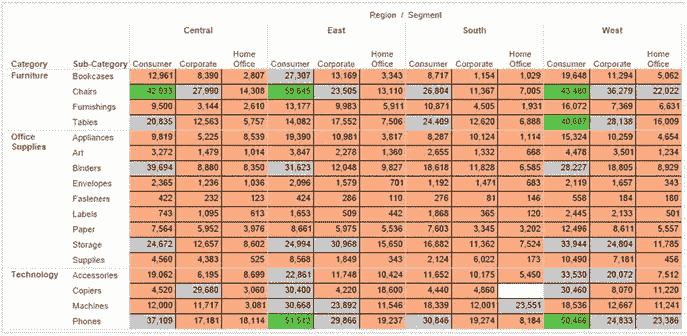 Region / Segment
Central East South West
Category Sub-Category Consumer Corporate Home Office Consumer Corporate Home Office Consumer Corporate Home Office Consumer Corporate Home Office
Furniture Bookcases 12,961 8,390 2,807 27,307 13,169 3,343 8,717 1,154 1,029 19,648 11,294 5,062
Chairs 27,990 14,308 23,505 13,110 26,804 11,367 7,005 36,279 22,022
Furnishings 9,500 3,144 2,610 13,177 9,983 5,911 10,871 4,505 1,931 16,072 7,369 6,631
Tables 20,835 12,563 5,757 14,082 17,552 7,506 24,409 12,620 6,888 28,138 16,009
Office Supplies Appliances 9,819 5,225 8,539 19,390 10,981 3,817 8,287 10,124 1,114 15,324 10,259 4,654
Art 3,272 1,479 1,014 3,847 2,278 1,360 2,655 1,332 668 4,478 3,501 1,234
Binders 39,694 8,880 8,350 31,623 12,048 9,827 18,618 11,828 6,585 28,227 18,805 8,929
Envelopes 2,365 1,236 1,036 2,096 1,579 701 1,192 1,471 683 2,119 1,657 343
Fasteners 422 232 123 424 286 110 276 81 146 558 184 180
Labels 743 1,095 613 1,653 509 442 1,868 365 120 2,445 2,133 501
Paper 7,564 5,952 3,976 8,661 5,975 5,536 7,603 3,345 3,202 12,496 8,611 5,557
Storage 24,672 12,657 8,602 24,994 30,968 15,650 16,882 11,362 7,524 33,944 24,804 11,785
Supplies 4,560 4,383 525 8,568 1,849 343 2,124 6,022 173 10,490 7,181 456
Technology Accessories 19,062 6,195 8,699 22,861 11,748 10,424 11,652 10,175 5,450 33,530 20,072 7,512
Copiers 4,520 29,680 3,060 30,400 4,220 18,600 4,440 4,860 30,460 8,070 11,220
Machines 12,000 11,717 3,081 30,668 23,892 11,546 18,339 12,001 23,551 18,536 12,667 11,241
Phones 37,109 17,181 18,114 29,866 19,237 30,846 19,274 8,184 50,466 24,803 23,386